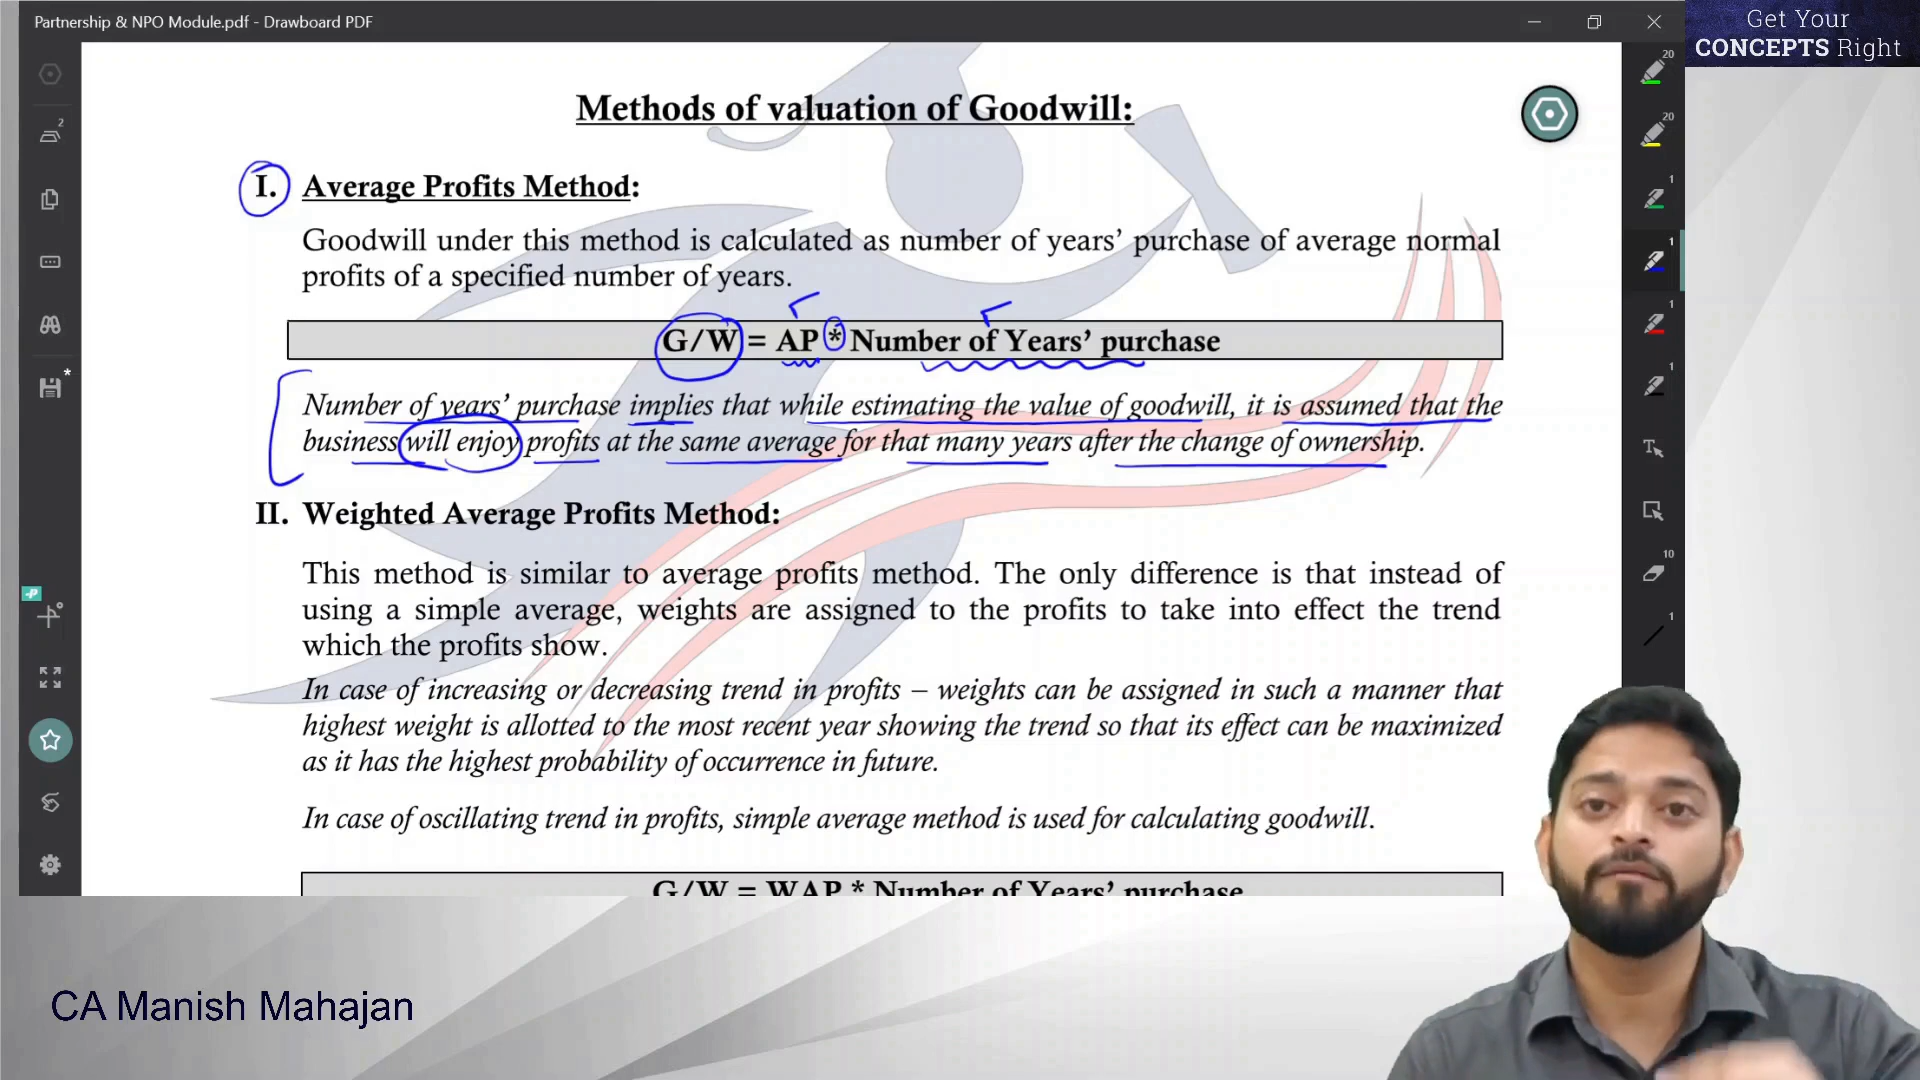 Partnership & NPO Module.pdf - Drawboard PDF
Get Your
CONCEPTS Right
Methods of valuation of Goodwill:
I. Average Profits Method:
Goodwill under this method is calculated as number of years’ purchase of average normal
profits of a specified number of years.
G/W = AP * Number of Years’ purchase
Number of years’ purchase implies that while estimating the value of goodwill, it is assumed that the
business will enjoy profits at the same average for that many years after the change of ownership.
II. Weighted Average Profits Method:
This method is similar to average profits method. The only difference is that instead of
using a simple average, weights are assigned to the profits to take into effect the trend
which the profits show.
In case of increasing or decreasing trend in profits – weights can be assigned in such a manner that
highest weight is allotted to the most recent year showing the trend so that its effect can be maximized
as it has the highest probability of occurrence in future.
In case of oscillating trend in profits, simple average method is used for calculating goodwill.
G/W = WAP * Number of Years’ purchase
2
20
20
1
1
1
1
10
1
CA Manish Mahajan